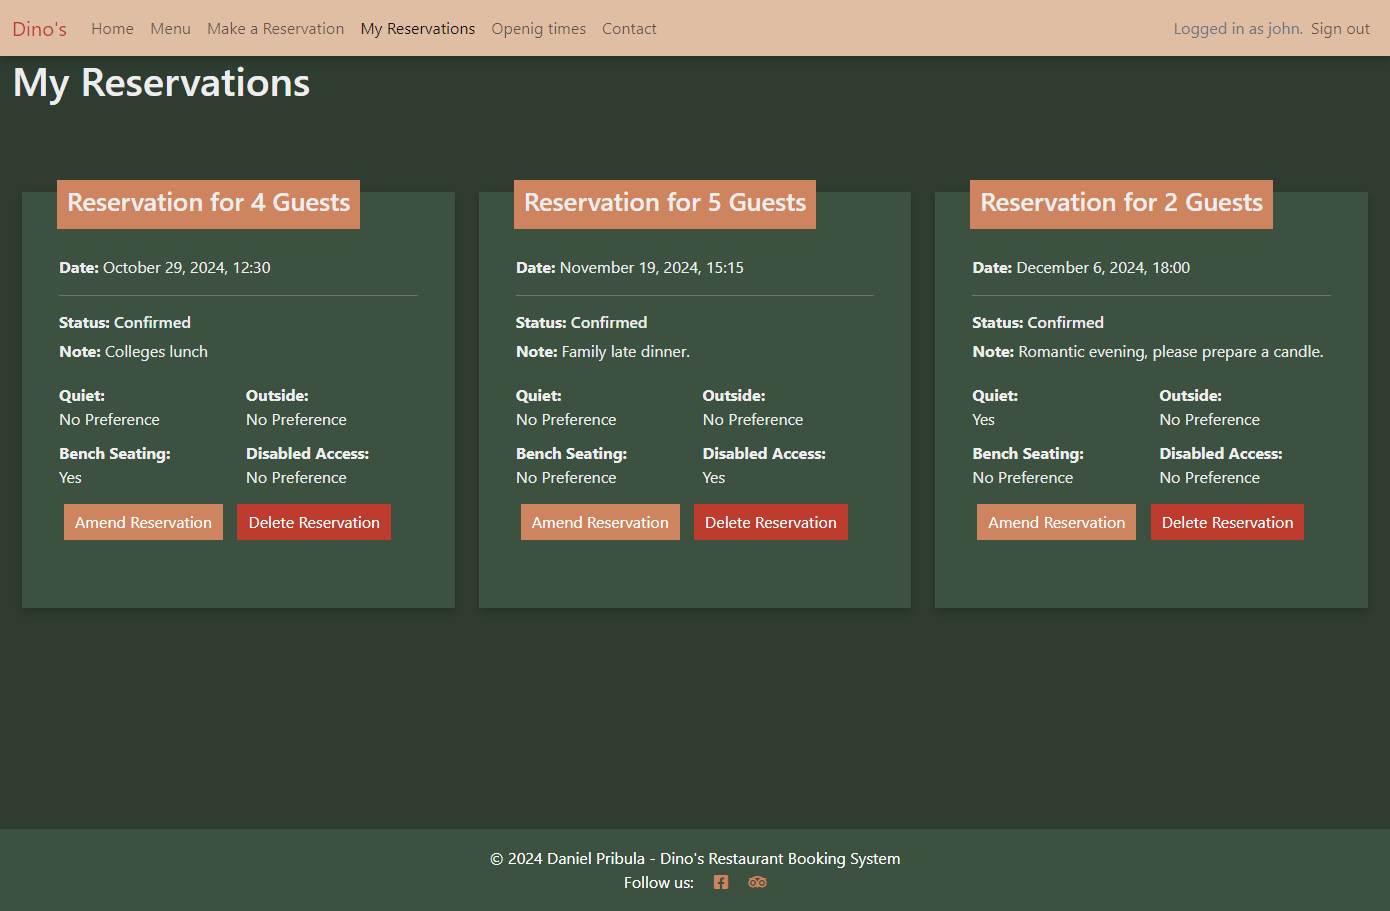 Dino's Home Menu Make a Reservation My Reservations Openig times Contact Logged in as john. Sign out
My Reservations
Reservation for 4 Guests
Date: October 29, 2024, 12:30
Status: Confirmed
Note: Colleges lunch
Quiet: Outside:
No Preference No Preference
Bench Seating: Disabled Access:
Yes No Preference
Amend Reservation Delete Reservation
Reservation for 5 Guests
Date: November 19, 2024, 15:15
Status: Confirmed
Note: Family late dinner.
Quiet: Outside:
No Preference No Preference
Bench Seating: Disabled Access:
No Preference Yes
Amend Reservation Delete Reservation
Reservation for 2 Guests
Date: December 6, 2024, 18:00
Status: Confirmed
Note: Romantic evening, please prepare a candle.
Quiet: Outside:
Yes No Preference
Bench Seating: Disabled Access:
No Preference No Preference
Amend Reservation Delete Reservation
© 2024 Daniel Pribula - Dino's Restaurant Booking System
Follow us: